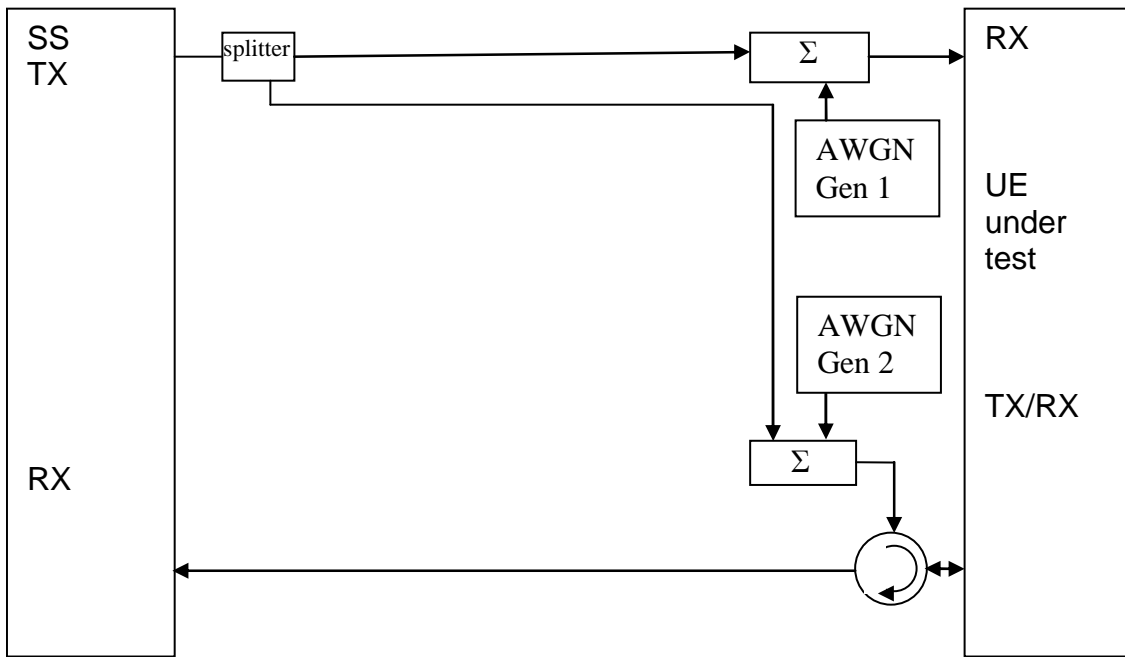 SS
TX
splitter
Σ
RX
AWGN
Gen 1
UE
under
test
AWGN
Gen 2
TX/RX
Σ
RX